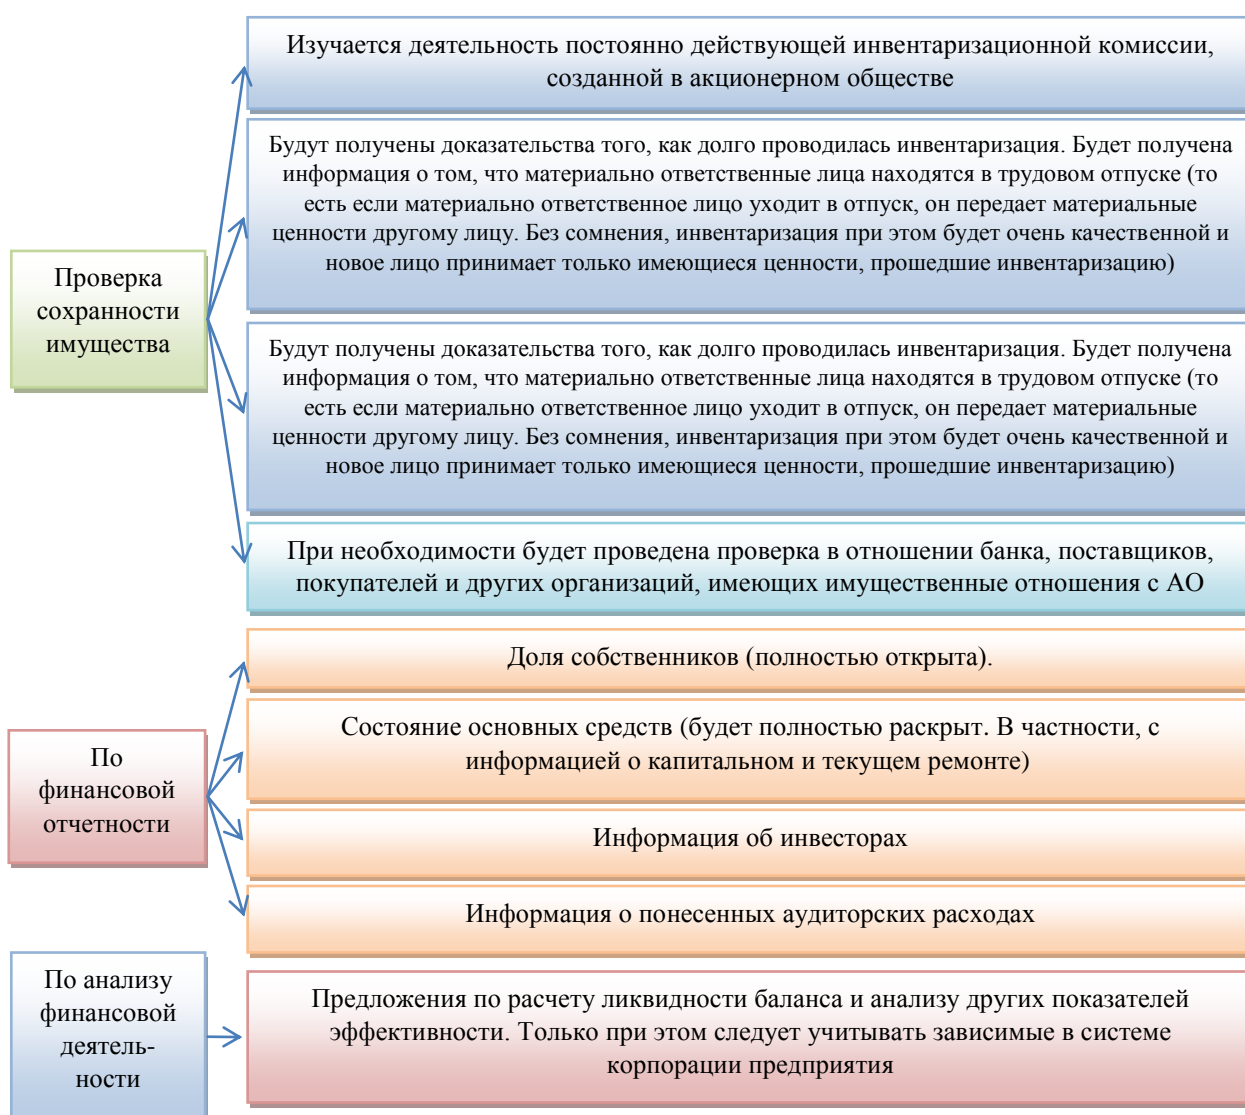 Изучается деятельность постоянно действующей инвентаризационной комиссии,
созданной в акционерном обществе
Будут получены доказательства того, как долго проводилась инвентаризация. Будет получена
информация о том, что материально ответственные лица находятся в трудовом отпуске (то
есть если материально ответственное лицо уходит в отпуск, он передает материальные
ценности другому лицу. Без сомнения, инвентаризация при этом будет очень качественной и
новое лицо принимает только имеющиеся ценности, прошедшие инвентаризацию)
Проверка
сохранности
имущества
Будут получены доказательства того, как долго проводилась инвентаризация. Будет получена
информация о том, что материально ответственные лица находятся в трудовом отпуске (то
есть если материально ответственное лицо уходит в отпуск, он передает материальные
ценности другому лицу. Без сомнения, инвентаризация при этом будет очень качественной и
новое лицо принимает только имеющиеся ценности, прошедшие инвентаризацию)
При необходимости будет проведена проверка в отношении банка, поставщиков,
покупателей и других организаций, имеющих имущественные отношения с АО
Доля собственников (полностью открыта).
Состояние основных средств (будет полностью раскрыт. В частности, с
информацией о капитальном и текущем ремонте)
По
финансовой
отчетности
Информация об инвесторах
Информация о понесенных аудиторских расходах
По анализу
финансовой
деятель-
ности
Предложения по расчету ликвидности баланса и анализу других показателей
эффективности. Только при этом следует учитывать зависимые в системе
корпорации предприятия